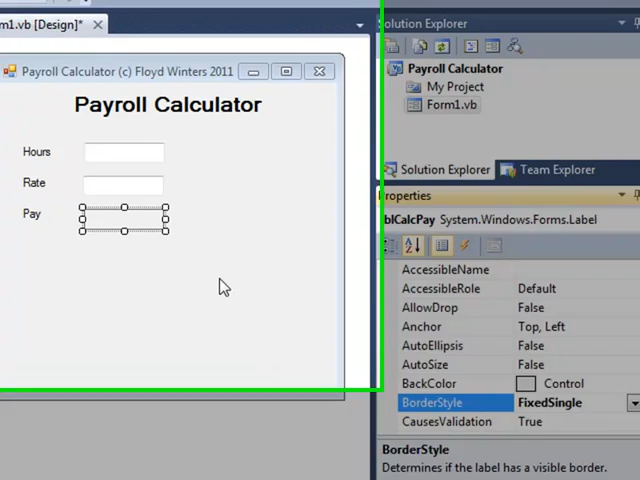 m1.vb [Design]*
Payroll Calculator (c) Floyd Winters 2011
Payroll Calculator
Hours
Rate
Pay
Solution Explorer
Payroll Calculator
My Project
Form1.vb
Solution Explorer
Team Explorer
Properties
blCalcPay System.Windows.Forms.Label
AccessibleName
AccessibleRole Default
AllowDrop False
Anchor Top, Left
AutoEllipsis False
AutoSize False
BackColor Control
BorderStyle FixedSingle
CausesValidation True
BorderStyle
Determines if the label has a visible border.